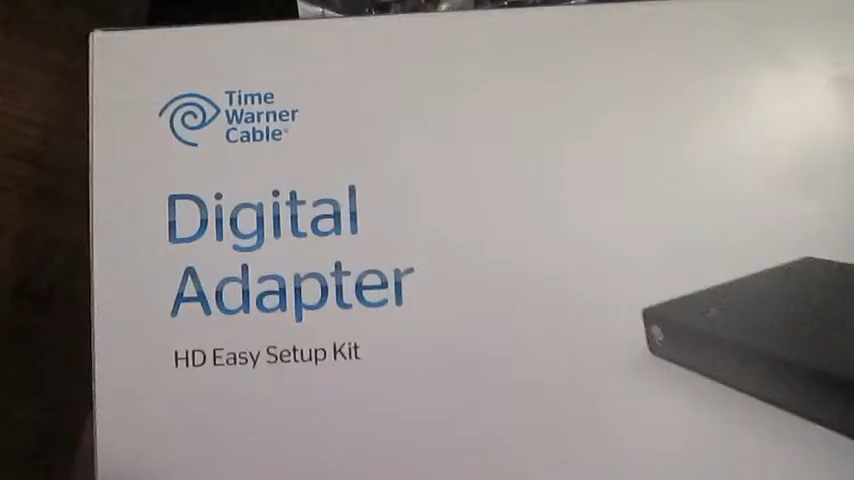 Time
Warner
Cable
Digital
Adapter
HD Easy Setup Kit